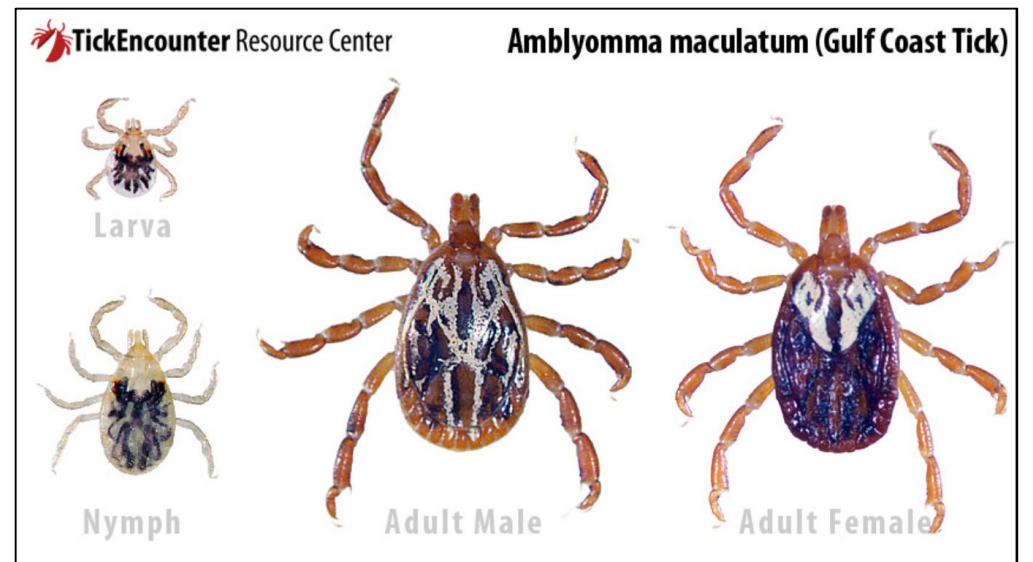 TickEncounter Resource Center
Amblyomma maculatum (Gulf Coast Tick)
Larva
Nymph
Adult Male
Adult Female